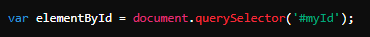 var elementById = document.querySelector('#myId');